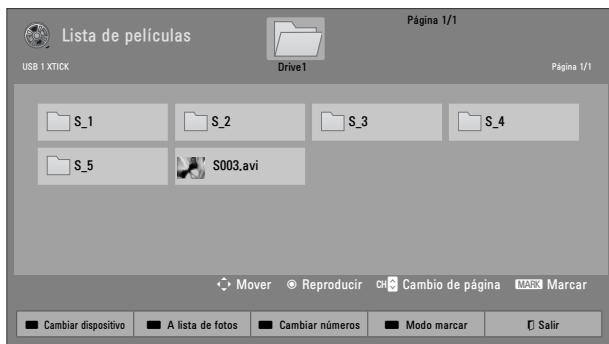 Lista de películas
Página 1/1
USB 1 XTICK
Drive1
Página 1/1
S_1
S_2
S_3
S_4
S_5
S003.avi
Mover
Reproducir
CH Cambio de página
MARK Marcar
Cambiar dispositivo
A lista de fotos
Cambiar números
Modo marcar
Salir